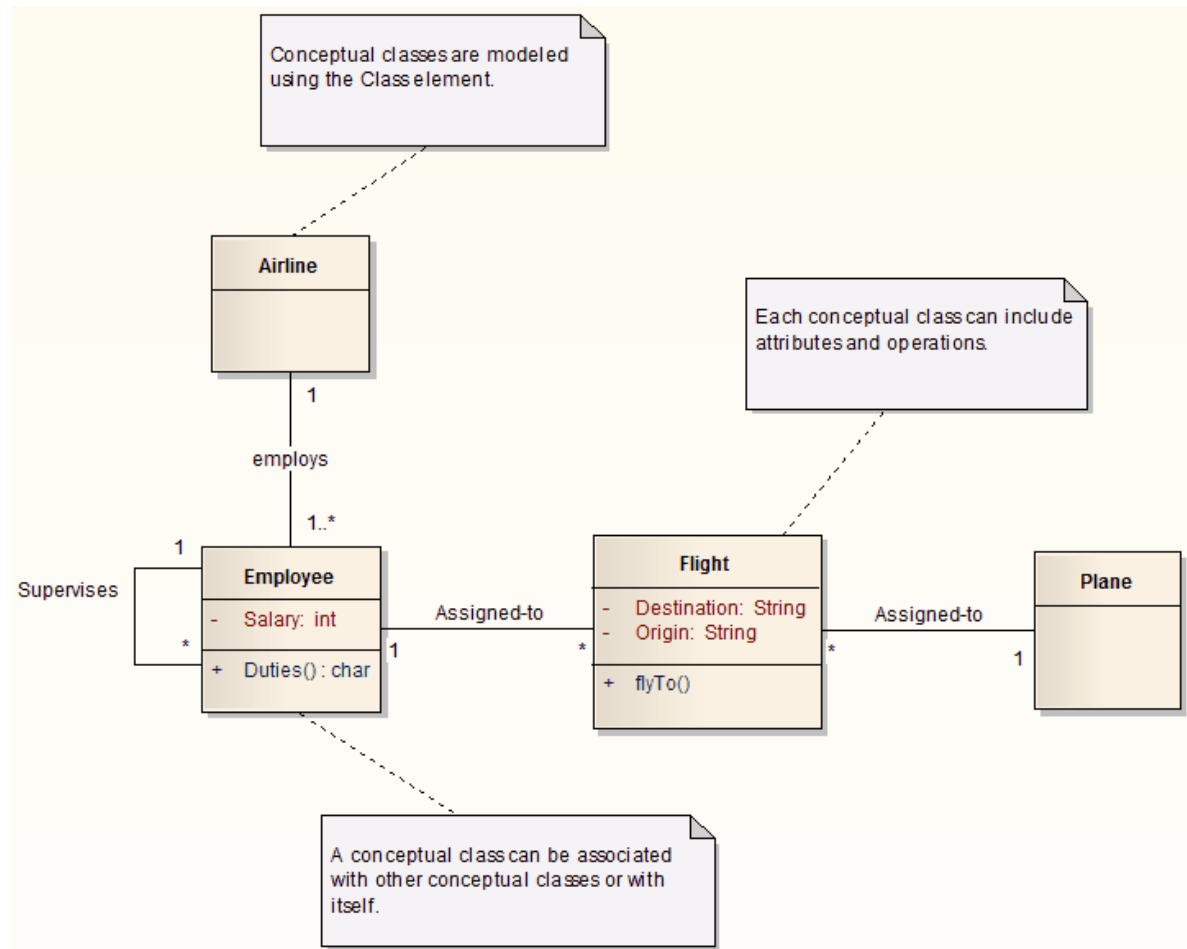 Conceptual classes are modeled
using the Class element.
Airline
Each conceptual class can include
attributes and operations.
1
employs
1..*
1
Supervises
*
Employee
- Salary: int
+ Duties() : char
1
Assigned-to
*
Flight
- Destination: String
- Origin: String
+ flyTo()
*
Assigned-to
1
Plane
A conceptual class can be associated
with other conceptual classes or with
itself.